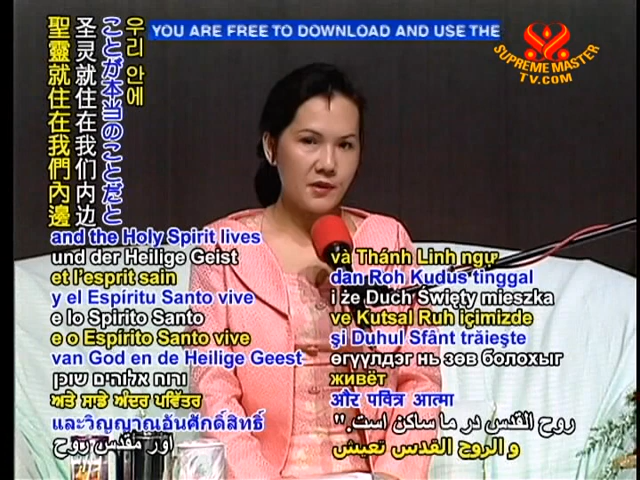 YOU ARE FREE TO DOWNLOAD AND USE THE
SUPREME MASTER
TV.COM
우리 안에
ことが本当のことだと
圣灵就住在我们内边
聖靈就住在我們內邊
and the Holy Spirit lives
und der Heilige Geist
et l'esprit sain
y el Espíritu Santo vive
e lo Spirito Santo
e o Espírito Santo vive
van God en de Heilige Geest
ורוח אלוהים שוכן
ਅਤੇ ਸਾਡੇ ਅੰਦਰ ਪਵਿੱਤਰ
และวิญญาณอันศักดิ์สิทธิ์
اور مقدس روح
và Thánh Linh ngự
dan Roh Kudus tinggal
i że Duch Święty mieszka
ve Kutsal Ruh içimizde
şi Duhul Sfânt trăieşte
өгүүлдэг нь зөв болохыг
живёт
और पवित्र आत्मा
روح القدس در ما ساکن است."
و الروح القدس تعيش